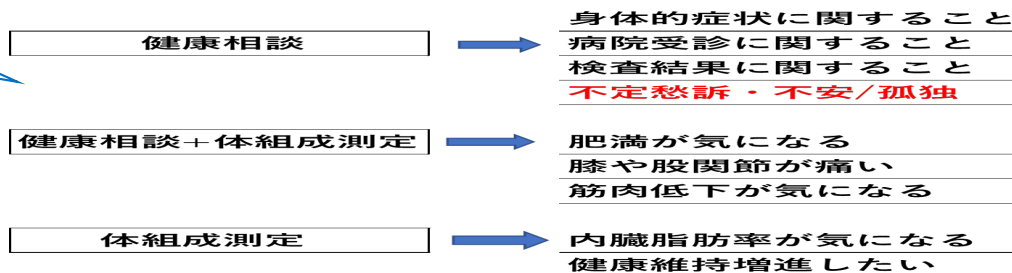 身体的症状に関すること
健康相談
病院受診に関すること
検査結果に関すること
不定愁訴・不安/孤独
健康相談+体組成測定
肥満が気になる
膝や股関節が痛い
筋肉低下が気になる
体組成測定
内臓脂肪率が気になる
健康維持増進したい